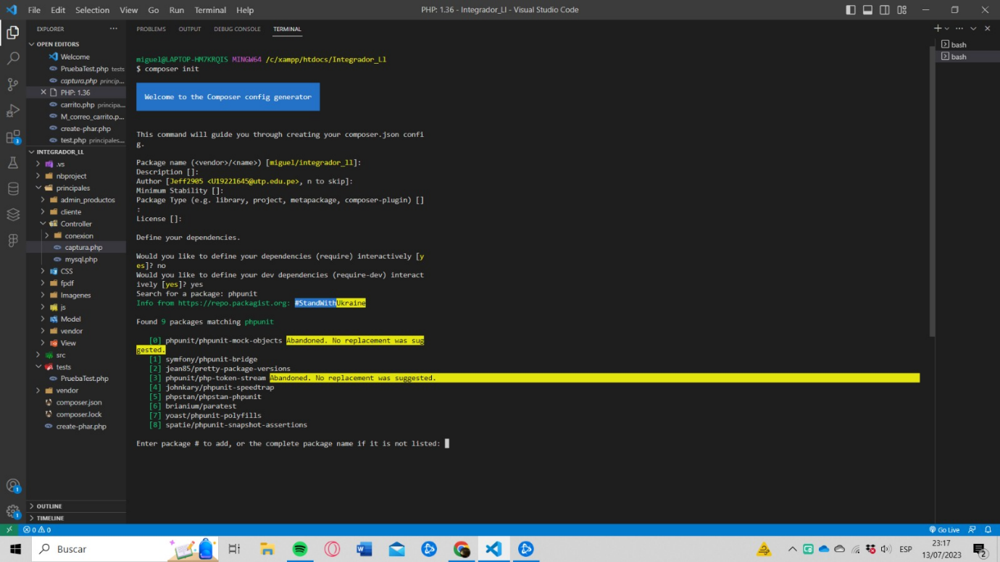 File Edit Selection View Go Run Terminal Help
PHP: 1.36 - Integrador_Ll - Visual Studio Code
EXPLORER
OPEN EDITORS
Welcome
PruebaTest.php tests
captura.php princip...
PHP: 1.36
carrito.php principa...
M_correo_carrito.p...
create-phar.php
test.php principales...
INTEGRADOR_LL
.vs
nbproject
principales
admin_productos
cliente
Controller
conexion
captura.php
mysql.php
CSS
fpdf
Imagenes
js
Model
vendor
View
src
tests
PruebaTest.php
vendor
composer.json
composer.lock
create-phar.php
OUTLINE
TIMELINE
PROBLEMS OUTPUT DEBUG CONSOLE TERMINAL
miguel@LAPTOP-HM7KRQIS MINGW64 /c/xampp/htdocs/Integrador_Ll
$ composer init
Welcome to the Composer config generator
This command will guide you through creating your composer.json confi
g.
Package name (<vendor>/<name>) [miguel/integrador_ll]:
Description []:
Author [Jeff2905 <U19221645@utp.edu.pe>, n to skip]:
Minimum Stability []:
Package Type (e.g. library, project, metapackage, composer-plugin) []
:
License []:
Define your dependencies.
Would you like to define your dependencies (require) interactively [y
es]? no
Would you like to define your dev dependencies (require-dev) interact
ively [yes]? yes
Search for a package: phpunit
Info from https://repo.packagist.org: #StandWithUkraine
Found 9 packages matching phpunit
[0] phpunit/phpunit-mock-objects Abandoned. No replacement was sug
gested.
[1] symfony/phpunit-bridge
[2] jean85/pretty-package-versions
[3] phpunit/php-token-stream Abandoned. No replacement was suggested.
[4] johnkary/phpunit-speedtrap
[5] phpstan/phpstan-phpunit
[6] brianium/paratest
[7] yoast/phpunit-polyfills
[8] spatie/phpunit-snapshot-assertions
Enter package # to add, or the complete package name if it is not listed:
bash
bash
3
1
1
0 0
Go Live
Buscar
ESP
23:17
13/07/2023
2